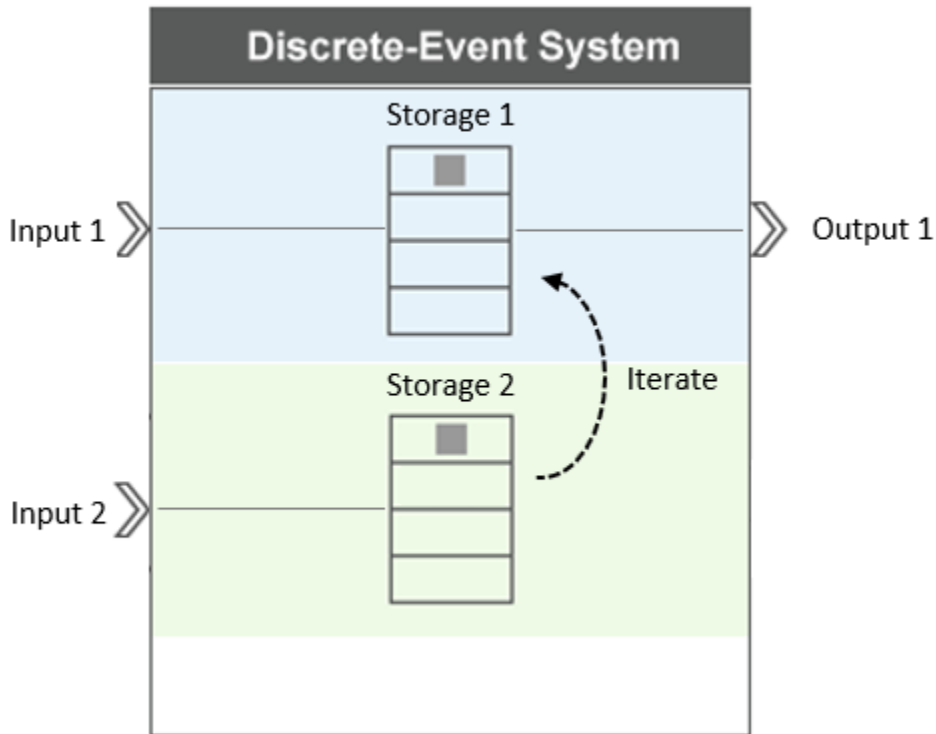 Discrete-Event System
Storage 1
Input 1
Output 1
Iterate
Storage 2
Input 2